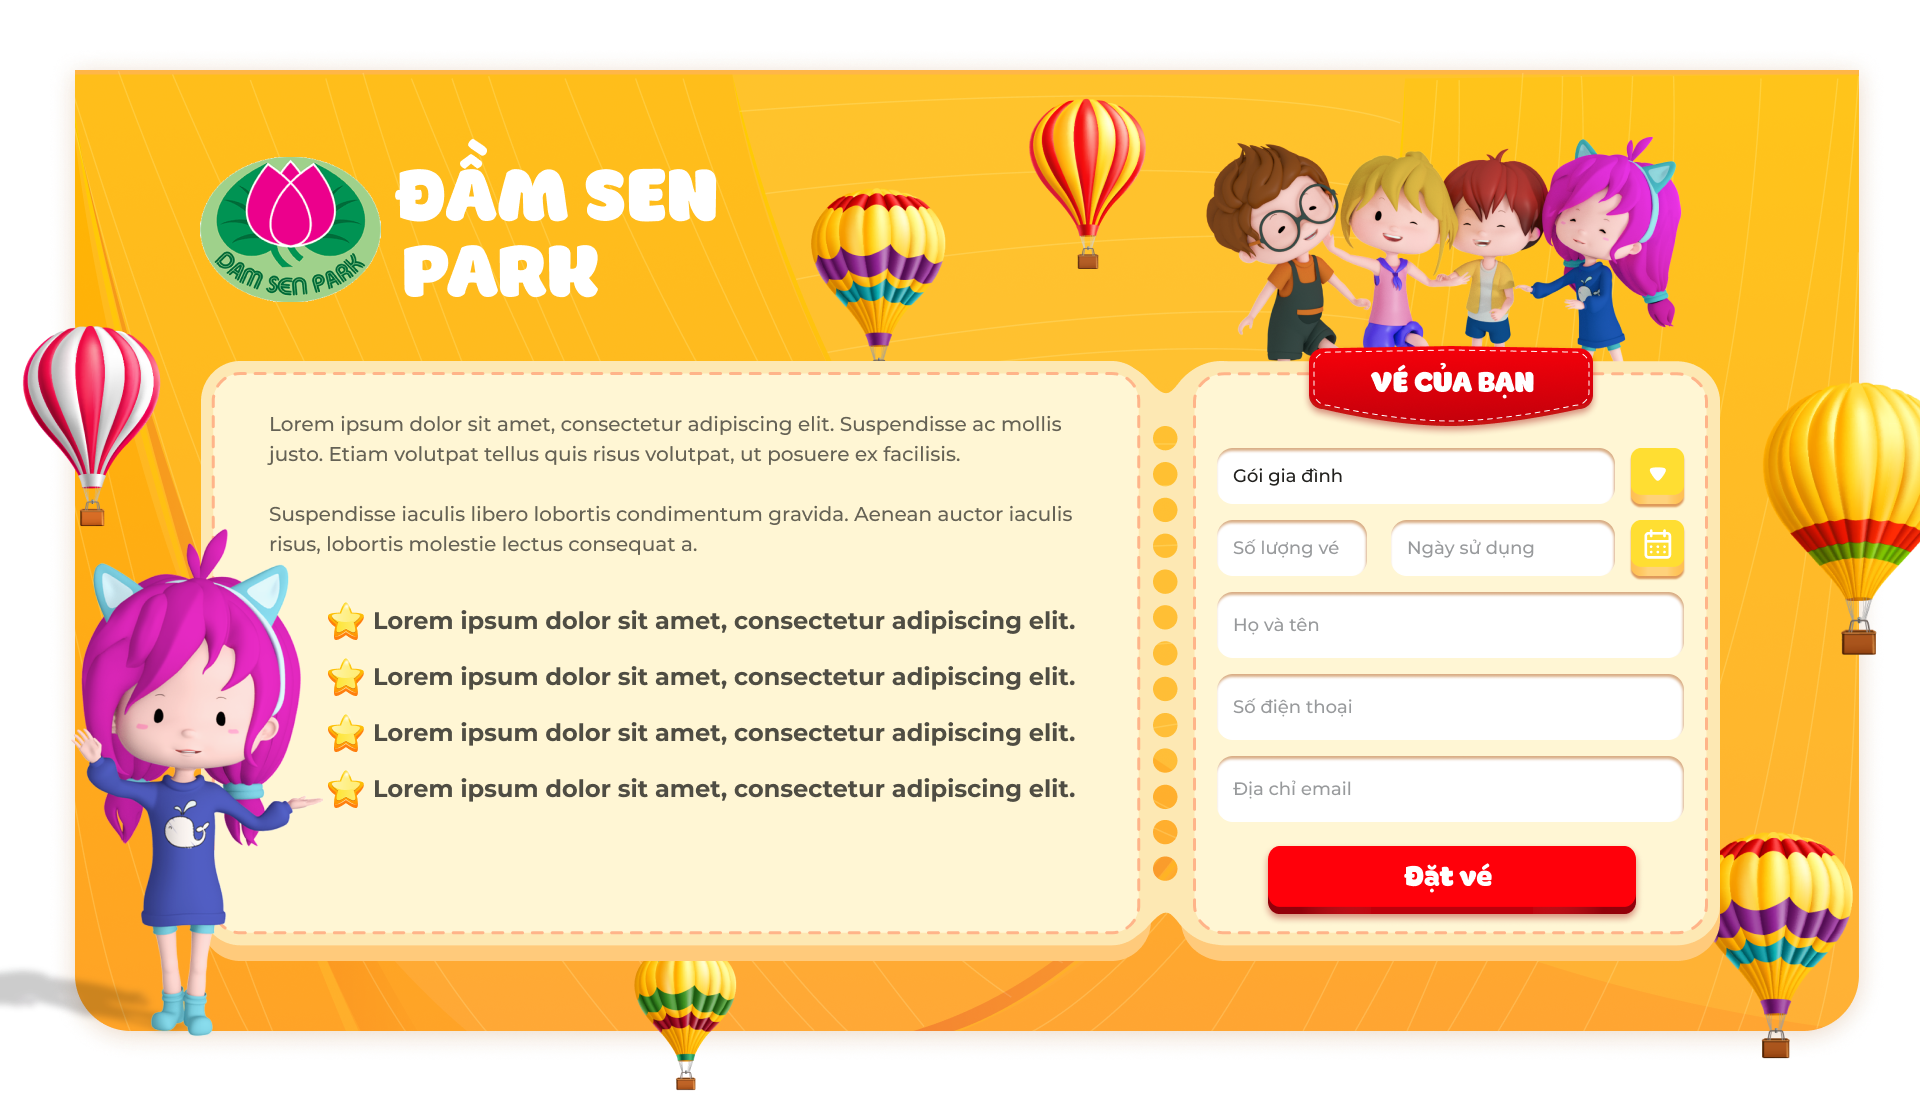 DAM SEN PARK
ĐẦM SEN
PARK
Lorem ipsum dolor sit amet, consectetur adipiscing elit. Suspendisse ac mollis
justo. Etiam volutpat tellus quis risus volutpat, ut posuere ex facilisis.
Suspendisse iaculis libero lobortis condimentum gravida. Aenean auctor iaculis
risus, lobortis molestie lectus consequat a.
Lorem ipsum dolor sit amet, consectetur adipiscing elit.
Lorem ipsum dolor sit amet, consectetur adipiscing elit.
Lorem ipsum dolor sit amet, consectetur adipiscing elit.
Lorem ipsum dolor sit amet, consectetur adipiscing elit.
VÉ CỦA BẠN
Gói gia đình
Số lượng vé
Ngày sử dụng
Họ và tên
Số điện thoại
Địa chỉ email
Đặt vé